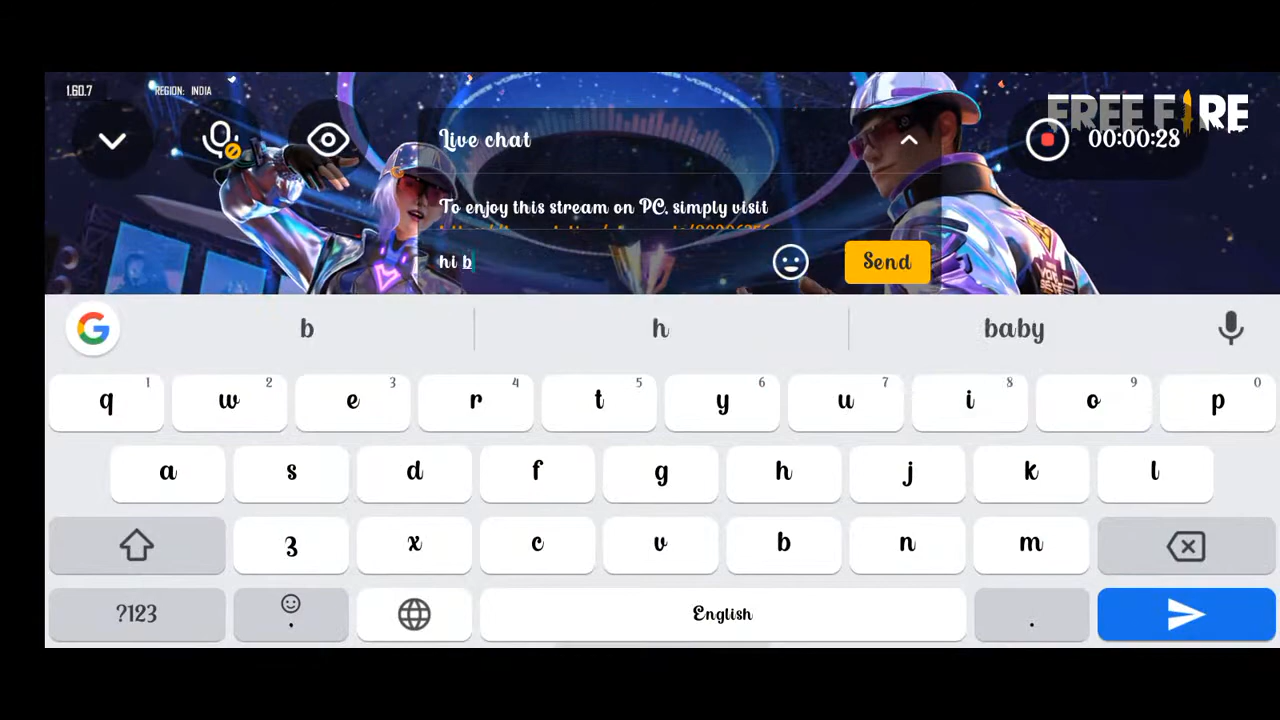 1.60.7
REGION: INDIA
FREE FIRE
Live chat
00:00:28
To enjoy this stream on PC, simply visit
hi b
Send
b
h
baby
q 1 w 2 e 3 r 4 t 5 y 6 u 7 i 8 o 9 p 0
a s d f g h j k l
z x c v b n m
?123
English
.